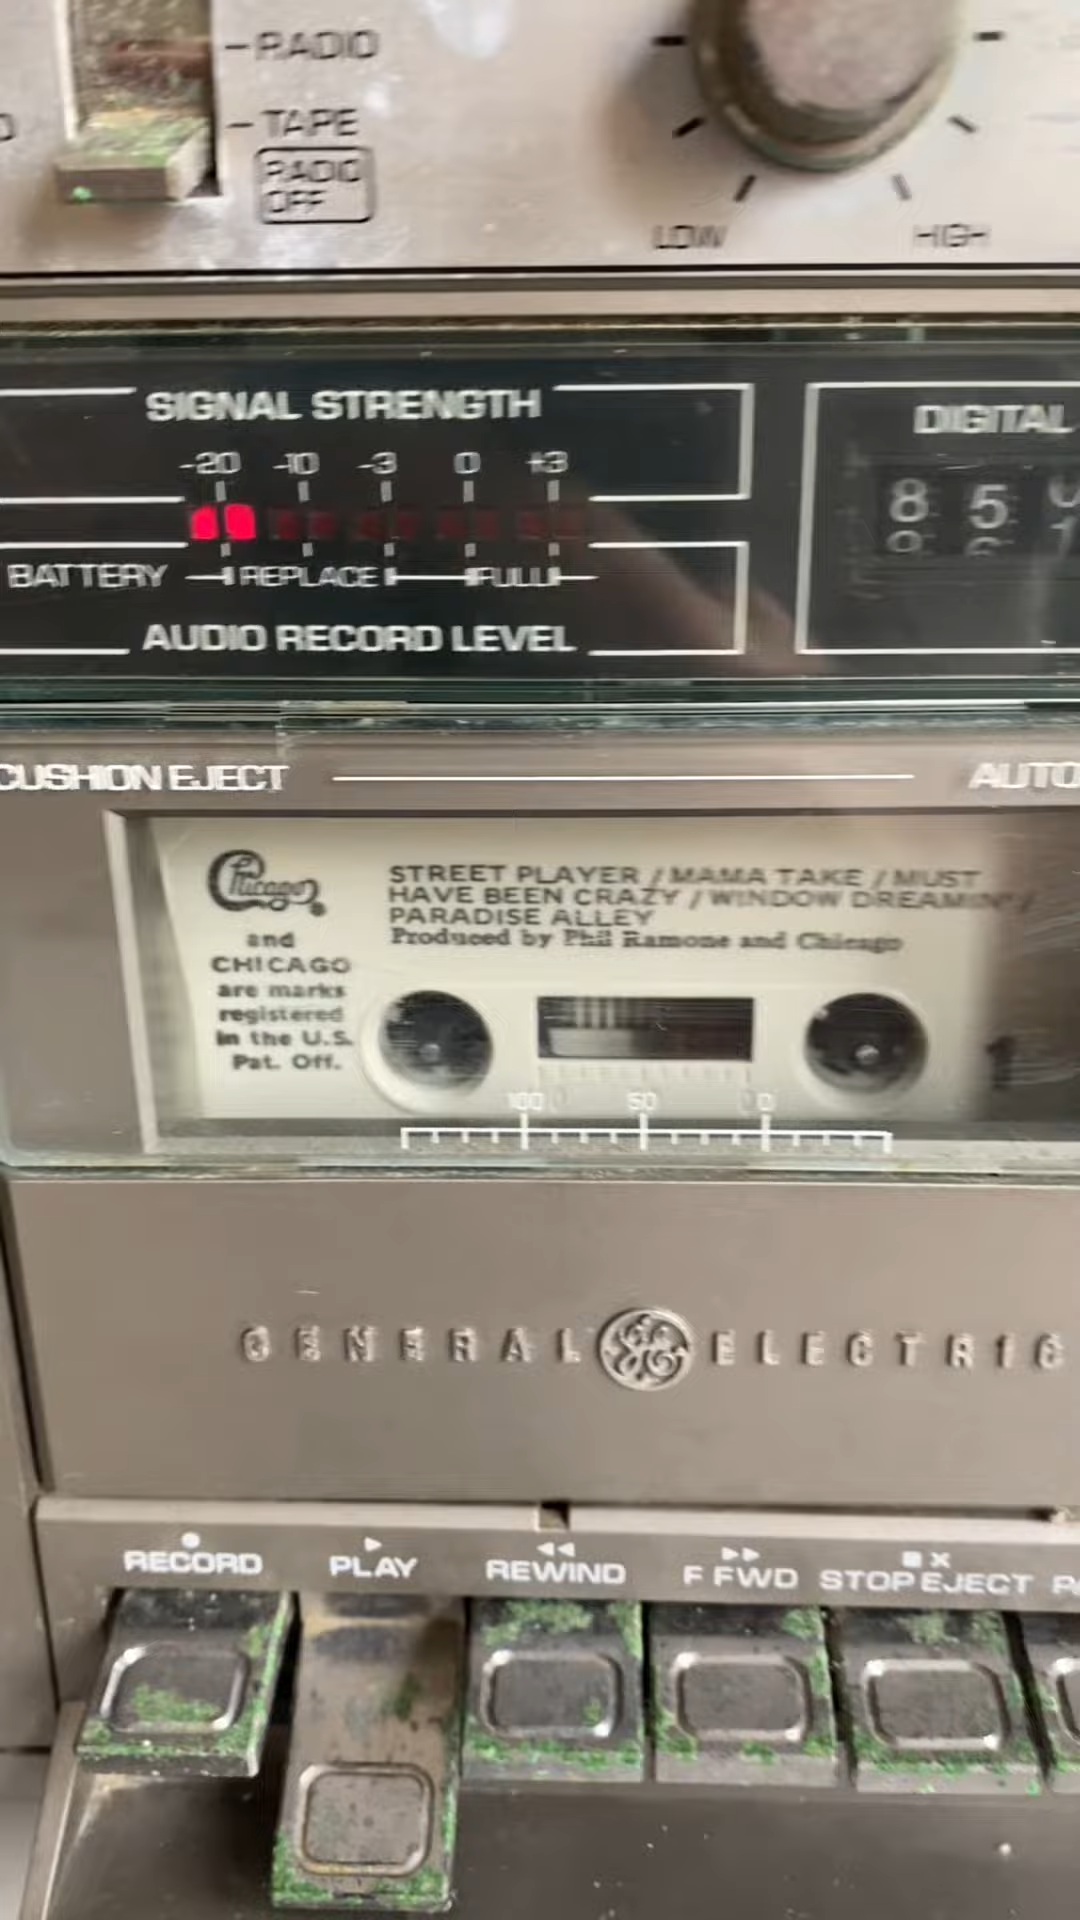 RADIO
TAPE
RADIO
OFF
LOW
HIGH
SIGNAL STRENGTH
DIGITAL
-20 -10 -3 0 +3
8 5
BATTERY REPLACE FULL
AUDIO RECORD LEVEL
CUSHION EJECT
AUTO
Chicago
and
CHICAGO
are marks
registered
in the U.S.
Pat. Off.
STREET PLAYER / MAMA TAKE / MUST
HAVE BEEN CRAZY / WINDOW DREAMIN' /
PARADISE ALLEY
Produced by Phil Ramone and Chicago
100 50 0
GENERAL GE ELECTRIC
RECORD
PLAY
REWIND
F FWD
STOP EJECT